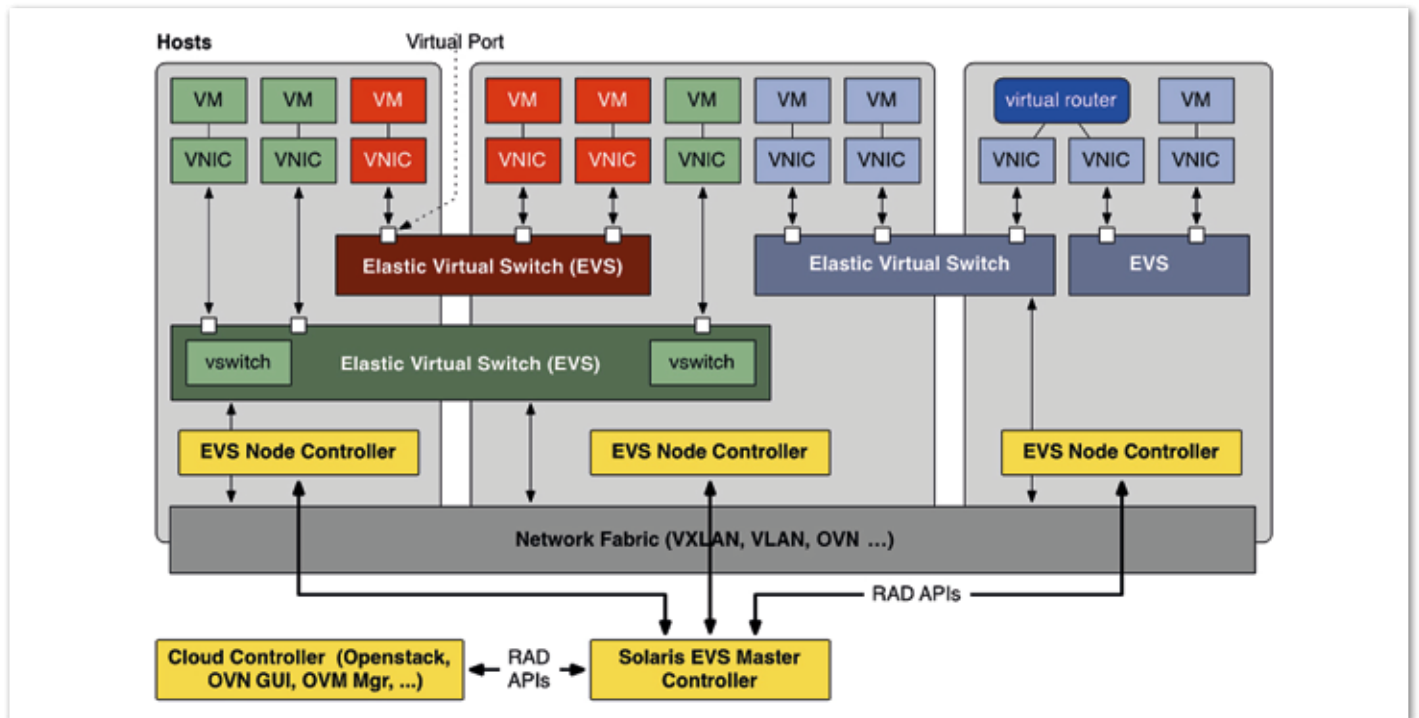 Hosts
Virtual Port
VM
VM
VM
VM
VM
VM
VM
VM
virtual router
VM
VNIC
VNIC
VNIC
VNIC
VNIC
VNIC
VNIC
VNIC
VNIC
VNIC
VNIC
Elastic Virtual Switch (EVS)
Elastic Virtual Switch
EVS
vswitch
Elastic Virtual Switch (EVS)
vswitch
EVS Node Controller
EVS Node Controller
EVS Node Controller
Network Fabric (VXLAN, VLAN, OVN ...)
RAD APIs
Cloud Controller (Openstack,
OVN GUI, OVM Mgr, ...)
RAD
APIs
Solaris EVS Master
Controller